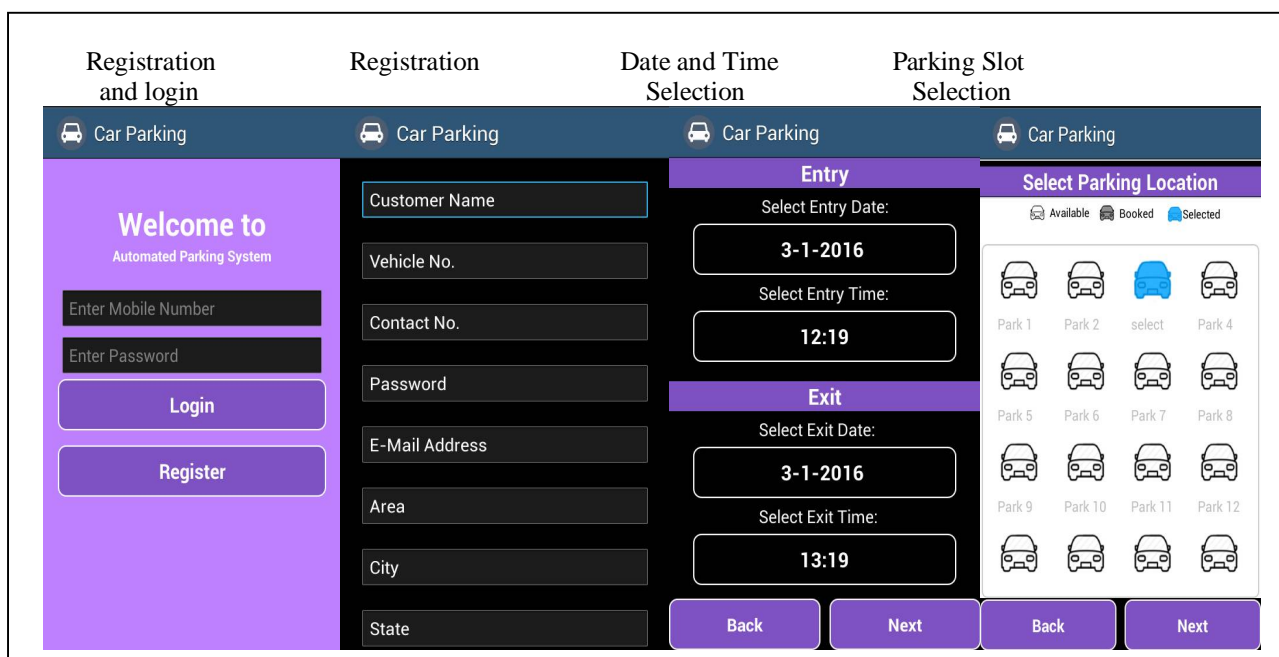 Registration
and login
Registration
Date and Time
Selection
Parking Slot
Selection
Car Parking
Welcome to
Automated Parking System
Enter Mobile Number
Enter Password
Login
Register
Car Parking
Customer Name
Vehicle No.
Contact No.
Password
E-Mail Address
Area
City
State
Car Parking
Entry
Select Entry Date:
3-1-2016
Select Entry Time:
12:19
Exit
Select Exit Date:
3-1-2016
Select Exit Time:
13:19
Back Next
Car Parking
Select Parking Location
Available Booked Selected
Park 1 Park 2 select Park 4
Park 5 Park 6 Park 7 Park 8
Park 9 Park 10 Park 11 Park 12
Back Next